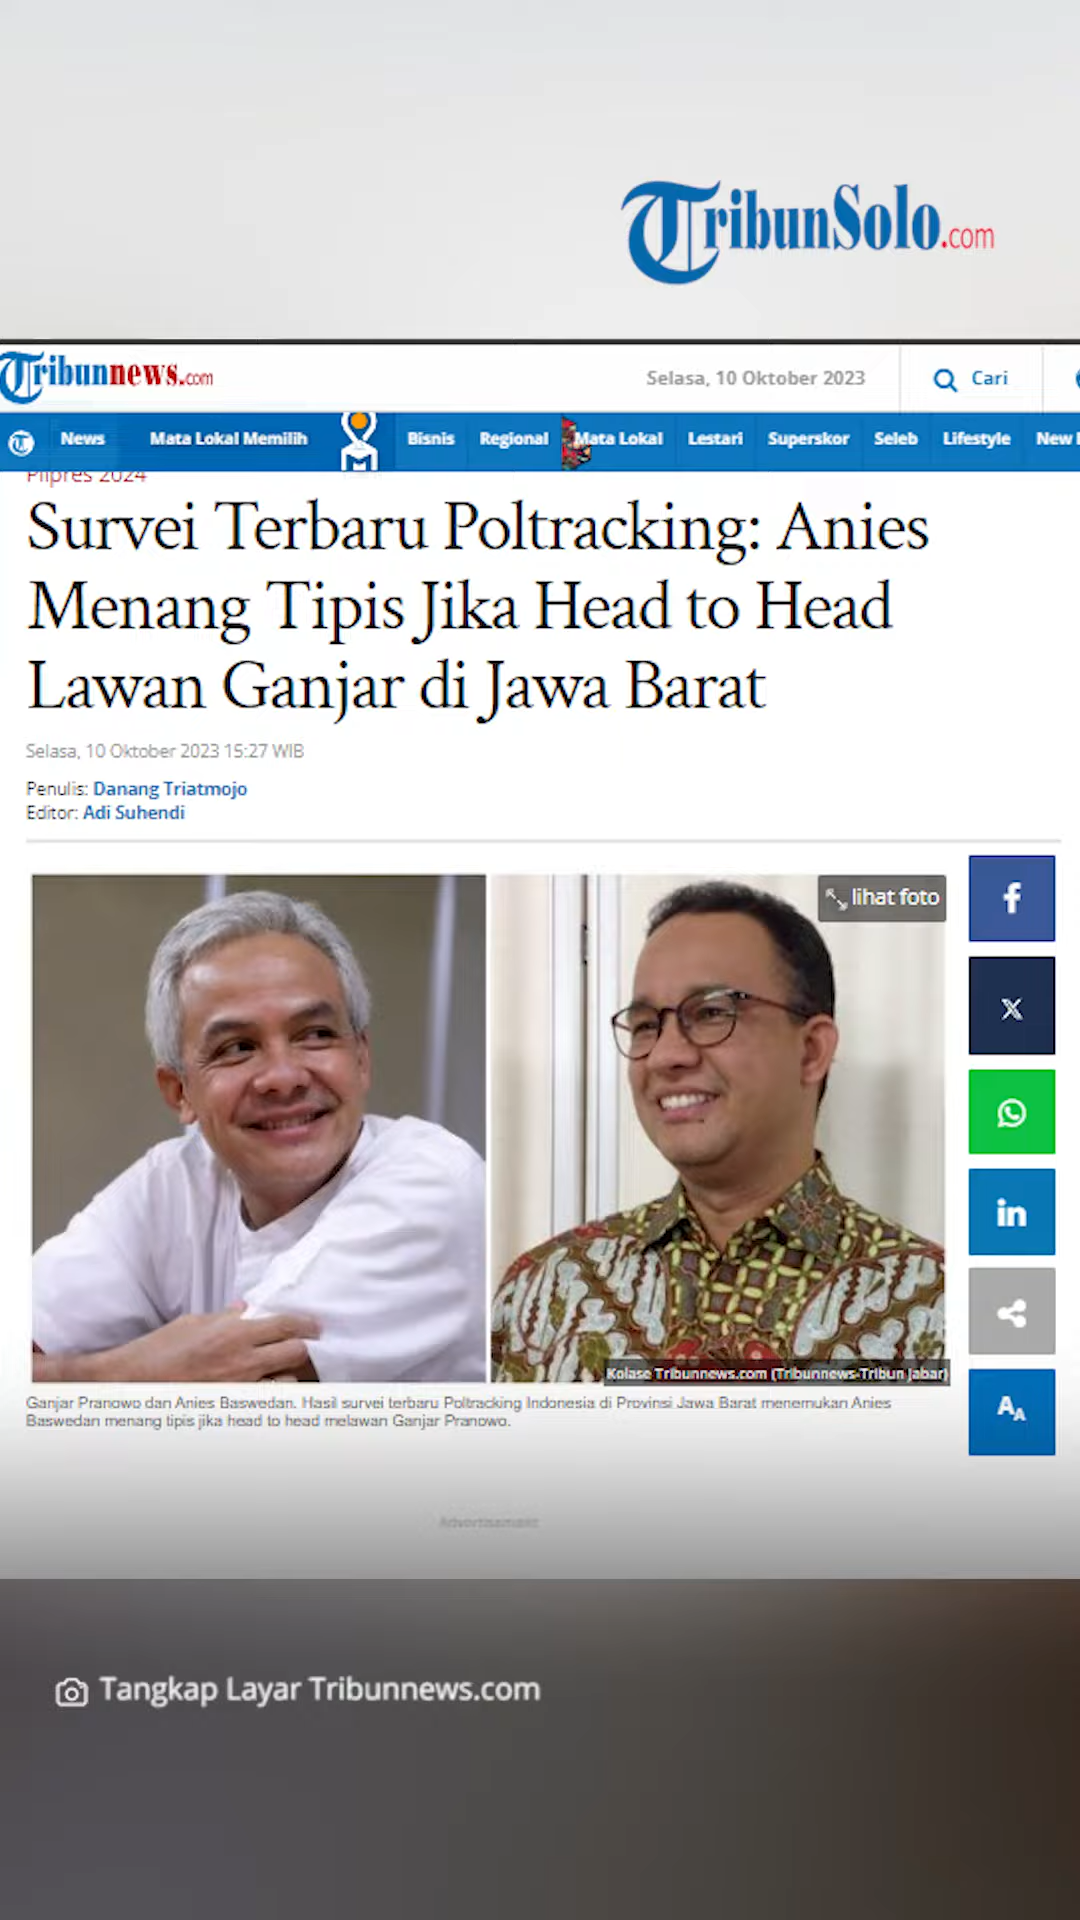 TribunSolo.com
Tribunnews.com
Selasa, 10 Oktober 2023
Cari
News
Mata Lokal Memilih
Bisnis
Regional
Mata Lokal
Lestari
Superskor
Seleb
Lifestyle
New
Pilpres 2024
Survei Terbaru Poltracking: Anies
Menang Tipis Jika Head to Head
Lawan Ganjar di Jawa Barat
Selasa, 10 Oktober 2023 15:27 WIB
Penulis: Danang Triatmojo
Editor: Adi Suhendi
lihat foto
Kolase Tribunnews.com (Tribunnews-Tribun Jabar)
Ganjar Pranowo dan Anies Baswedan. Hasil survei terbaru Poltracking Indonesia di Provinsi Jawa Barat menemukan Anies
Baswedan menang tipis jika head to head melawan Ganjar Pranowo.
AA
Advertisement
Tangkap Layar Tribunnews.com